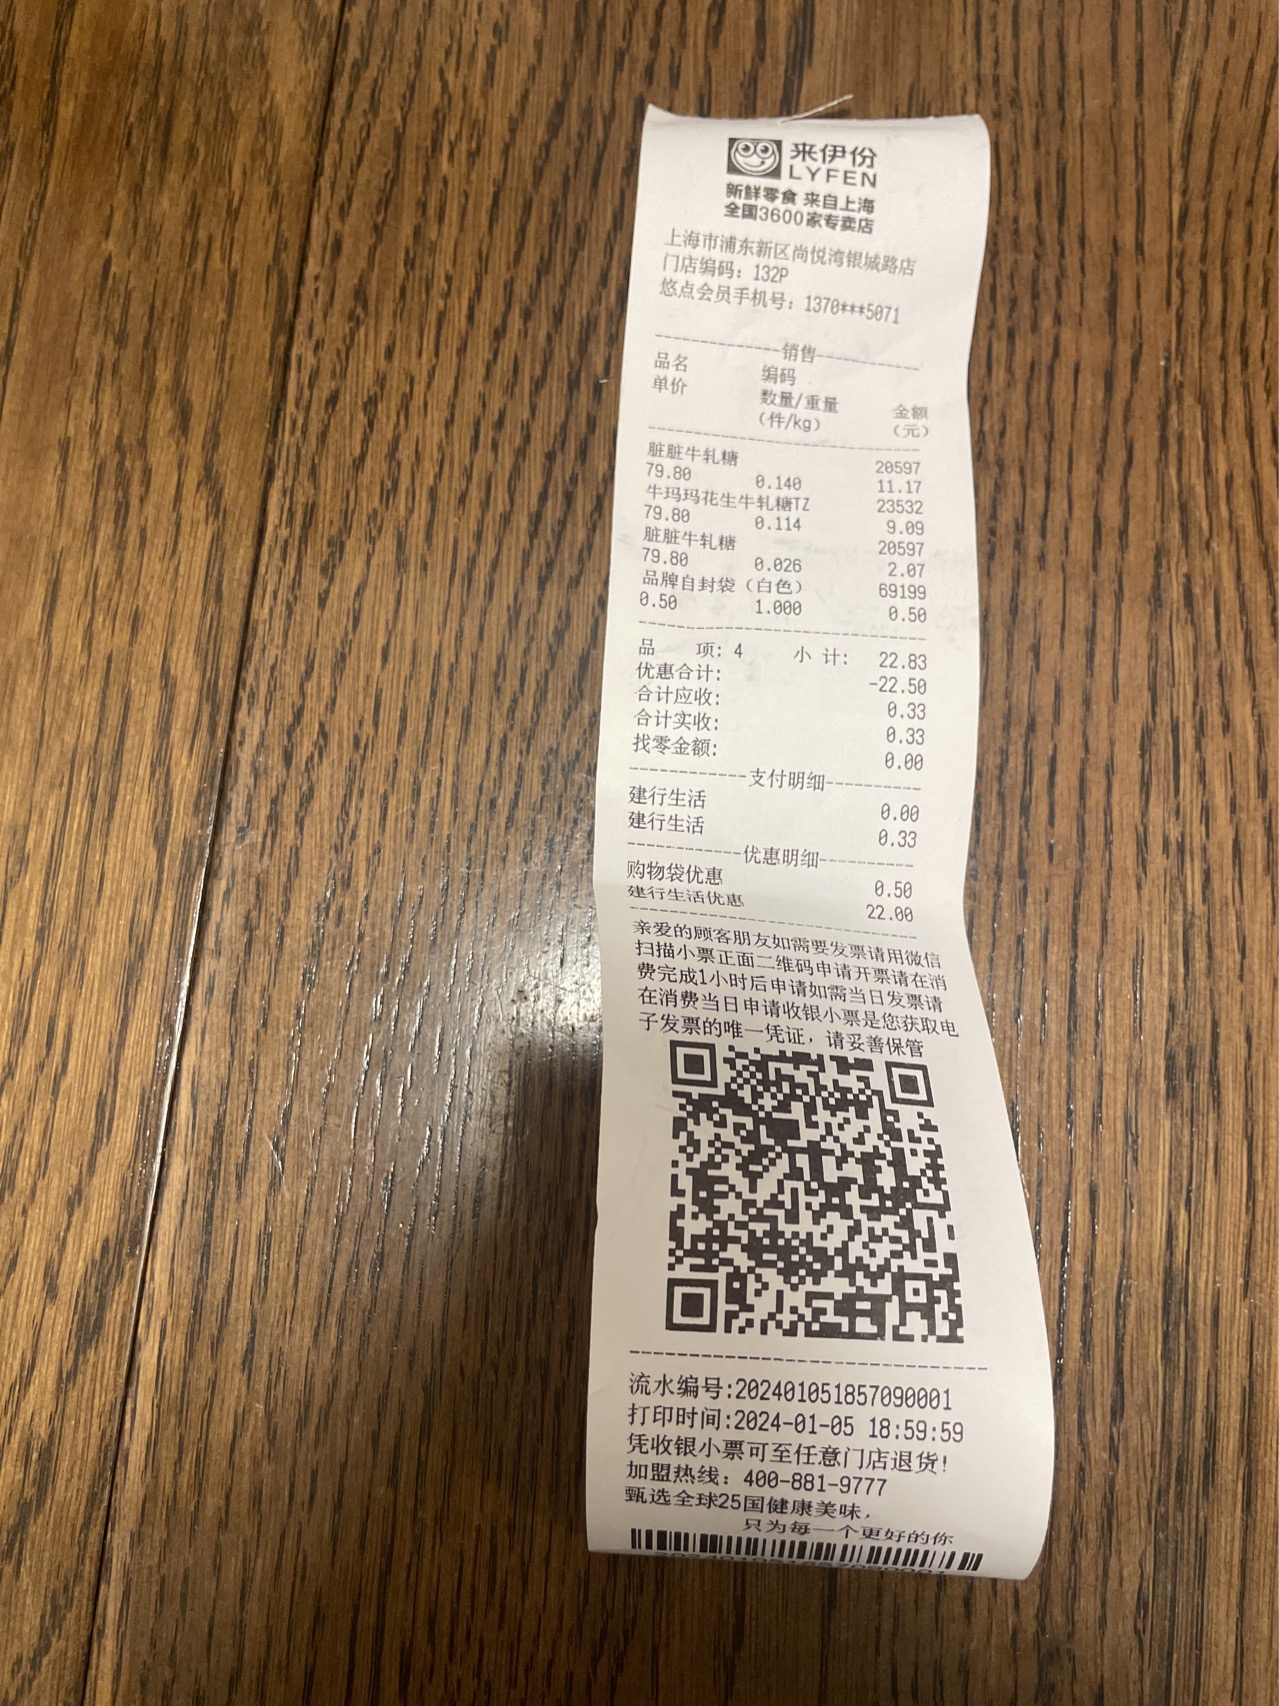 来伊份
LYFEN
新鲜零食 来自上海
全国3600家专卖店
上海市浦东新区尚悦湾银城路店
门店编码：132P
悠点会员手机号：1370***5071
------------销售------------
品名 编码
单价 数量/重量 金额
（件/kg） （元）
脏脏牛轧糖 20597
79.80 0.140 11.17
牛玛玛花生牛轧糖TZ 23532
79.80 0.114 9.09
脏脏牛轧糖 20597
79.80 0.026 2.07
品牌自封袋（白色） 69199
0.50 1.000 0.50
品 项: 4 小 计: 22.83
优惠合计: -22.50
合计应收: 0.33
合计实收: 0.33
找零金额: 0.00
------------支付明细----------
建行生活 0.00
建行生活 0.33
------------优惠明细----------
购物袋优惠 0.50
建行生活优惠 22.00
亲爱的顾客朋友如需要发票请用微信
扫描小票正面二维码申请开票请在消
费完成1小时后申请如需当日发票请
在消费当日申请收银小票是您获取电
子发票的唯一凭证，请妥善保管
流水编号:202401051857090001
打印时间:2024-01-05 18:59:59
凭收银小票可至任意门店退货!
加盟热线：400-881-9777
甄选全球25国健康美味，
只为每一个更好的你